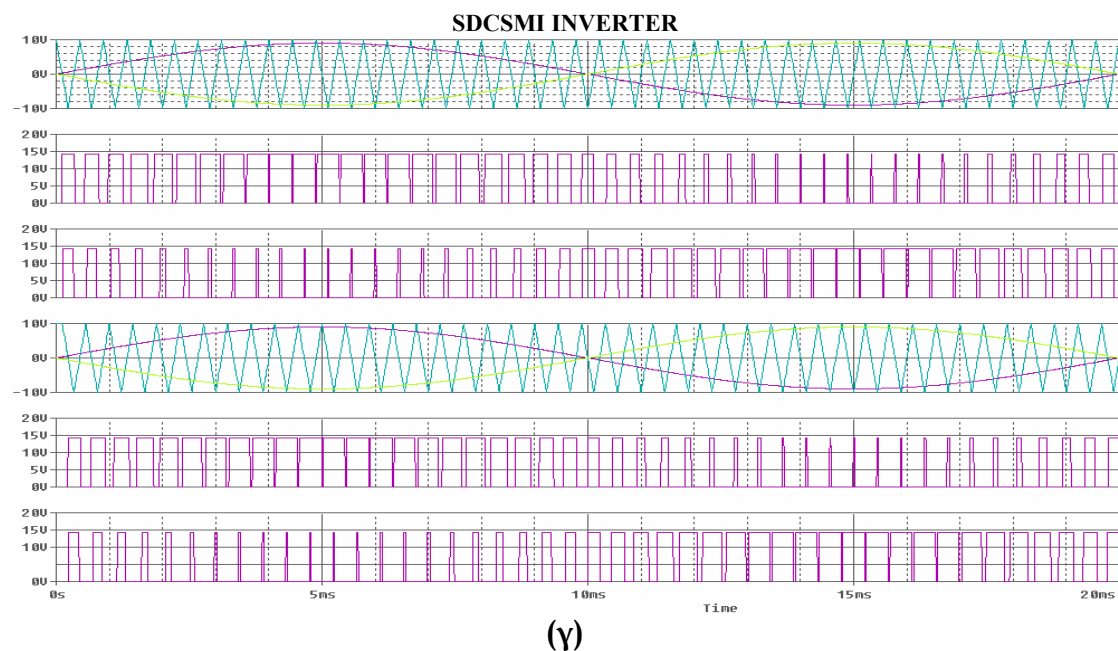 SDCSMI INVERTER
10V
0V
-10V
20V
15V
10V
5V
0V
20V
15V
10V
5V
0V
10V
0V
-10V
20V
15V
10V
5V
0V
20V
15V
10V
0V
0s 5ms 10ms 15ms 20ms
Time
(γ)